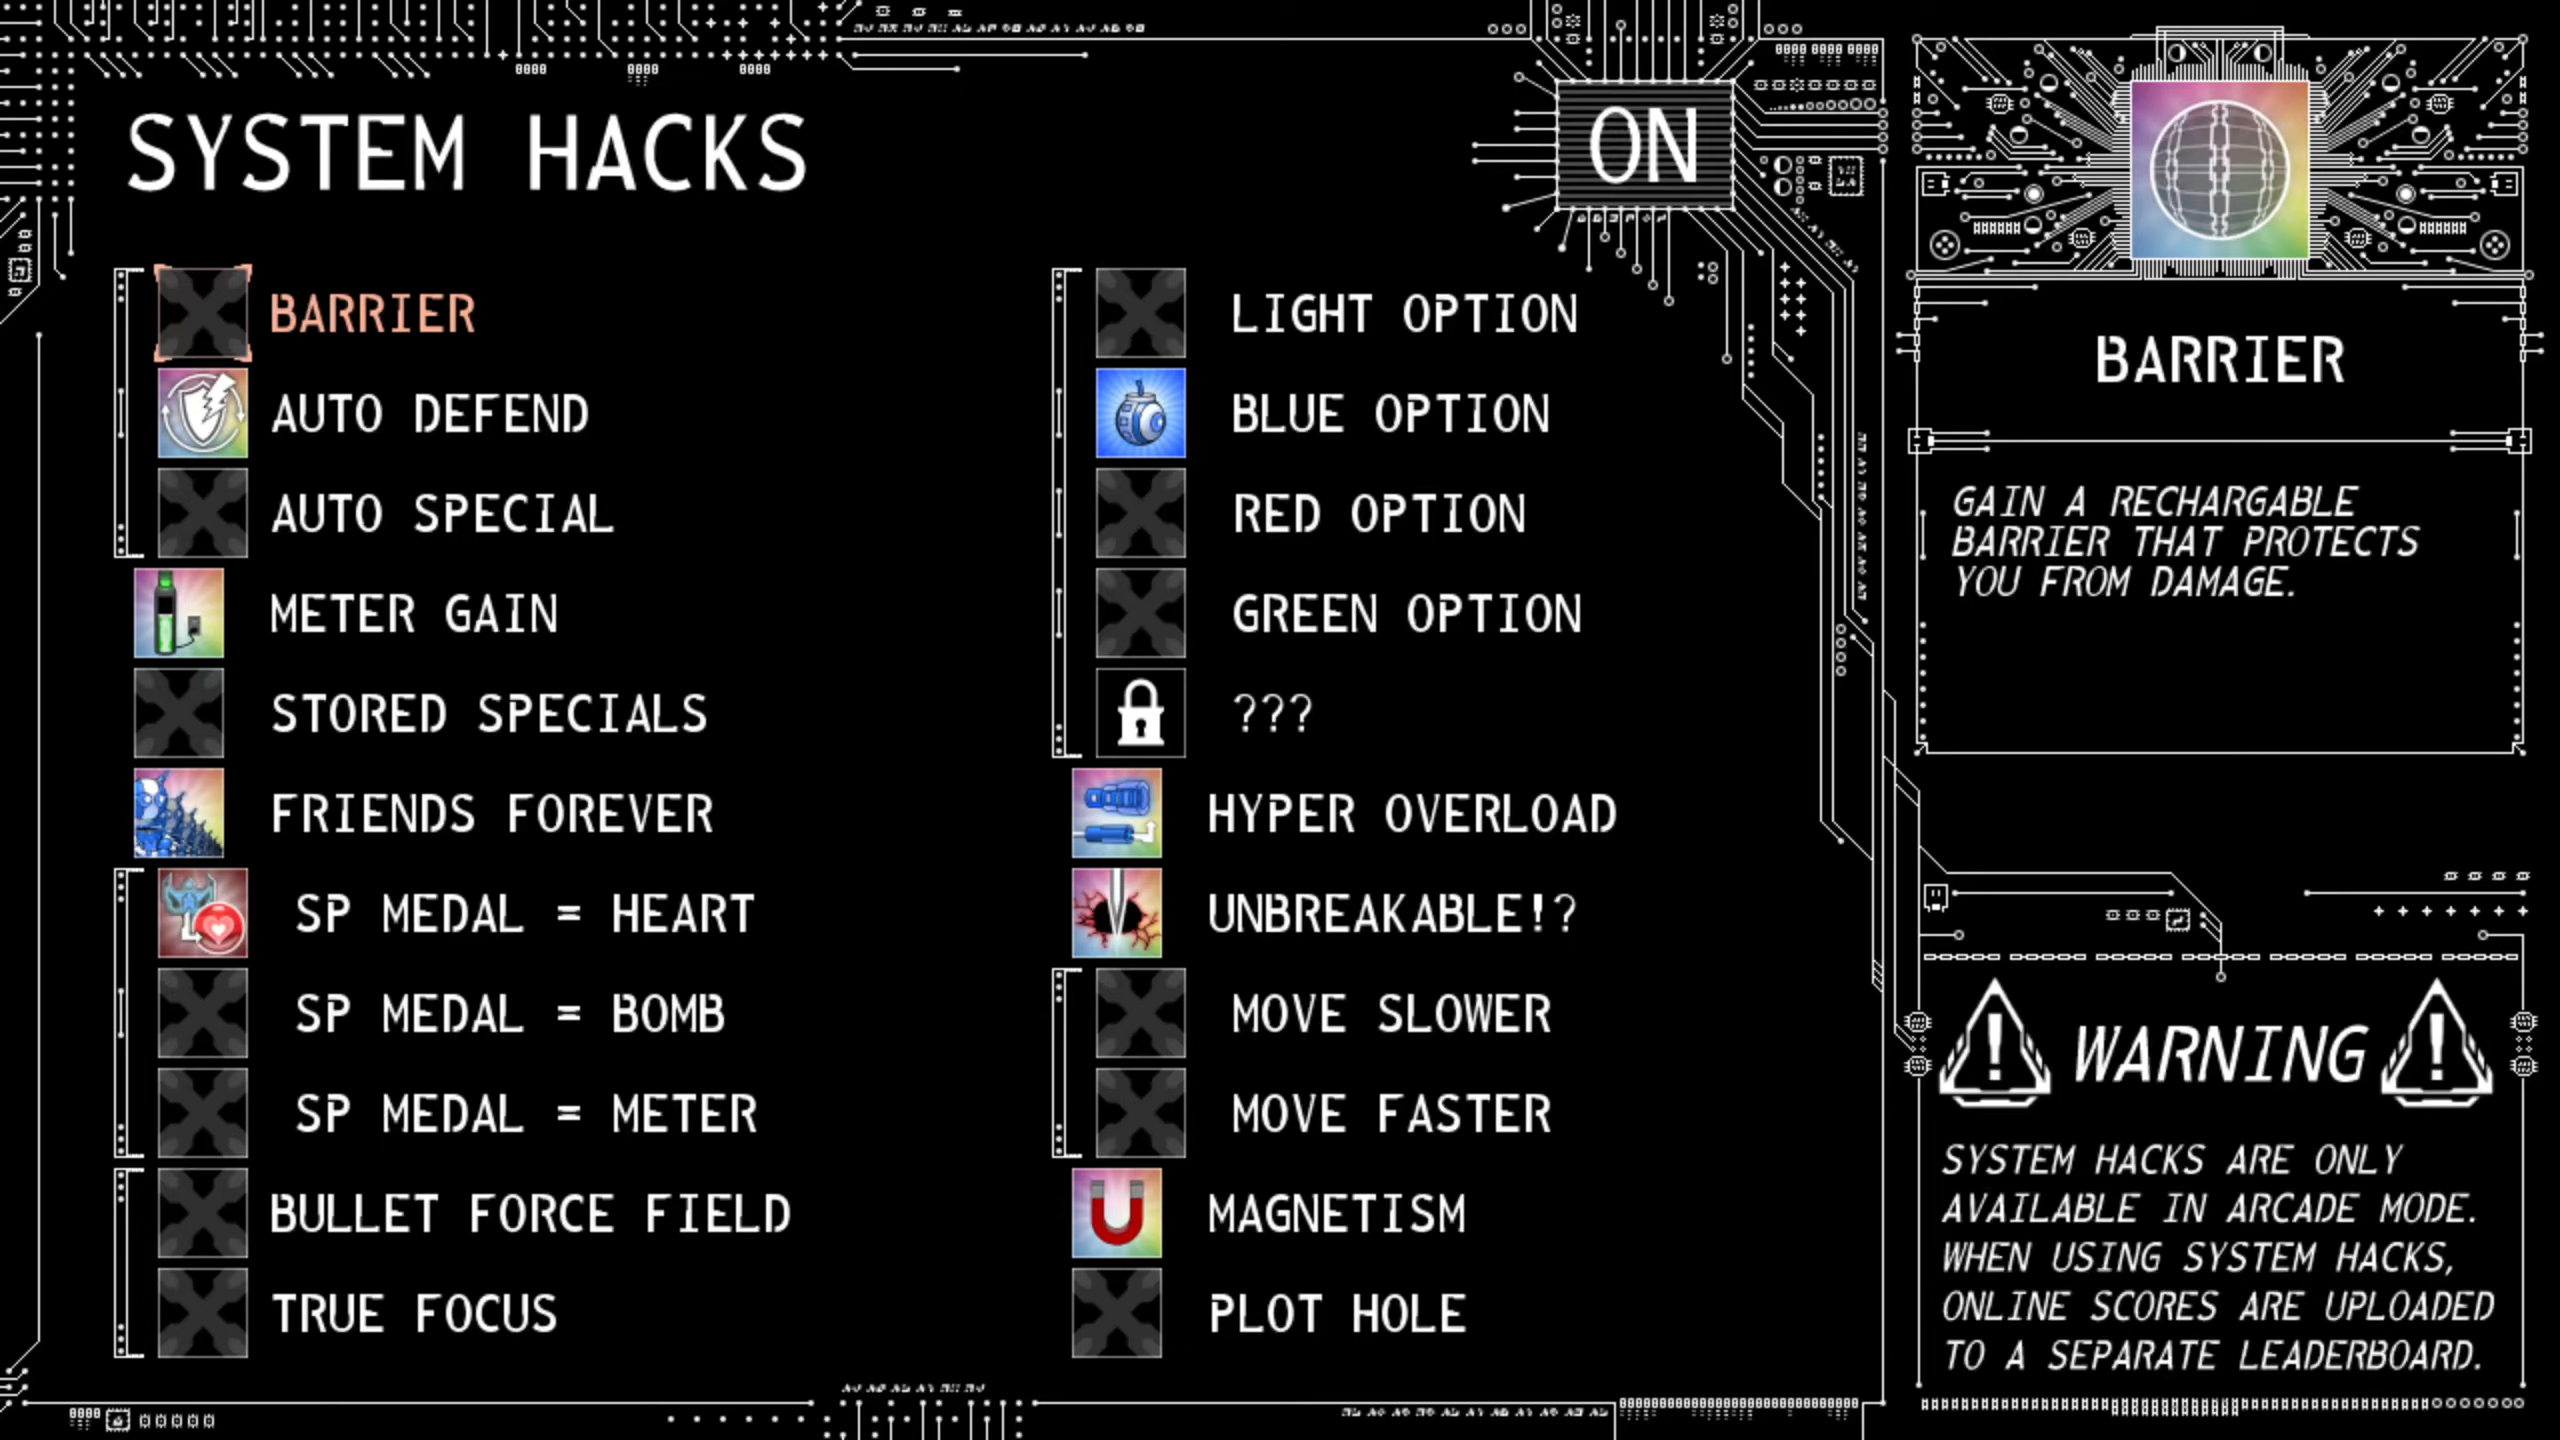 SYSTEM HACKS
ON
BARRIER
AUTO DEFEND
AUTO SPECIAL
METER GAIN
STORED SPECIALS
FRIENDS FOREVER
SP MEDAL = HEART
SP MEDAL = BOMB
SP MEDAL = METER
BULLET FORCE FIELD
TRUE FOCUS
LIGHT OPTION
BLUE OPTION
RED OPTION
GREEN OPTION
???
HYPER OVERLOAD
UNBREAKABLE!?
MOVE SLOWER
MOVE FASTER
MAGNETISM
PLOT HOLE
BARRIER
GAIN A RECHARGABLE
BARRIER THAT PROTECTS
YOU FROM DAMAGE.
WARNING
SYSTEM HACKS ARE ONLY
AVAILABLE IN ARCADE MODE.
WHEN USING SYSTEM HACKS,
ONLINE SCORES ARE UPLOADED
TO A SEPARATE LEADERBOARD.